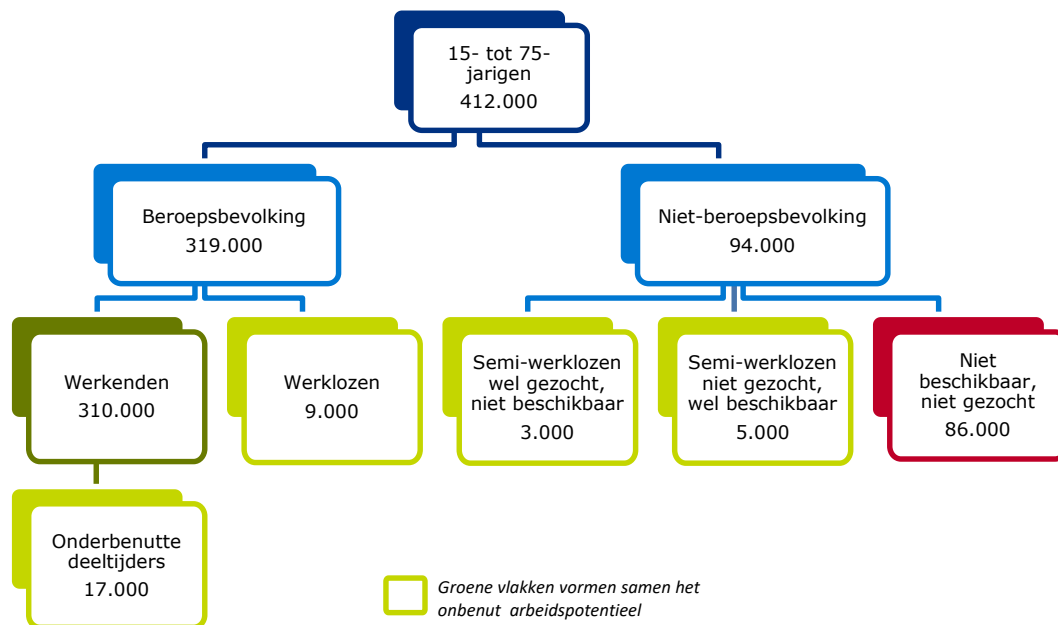 15- tot 75-
jarigen
412.000
Beroepsbevolking
319.000
Niet-beroepsbevolking
94.000
Werkenden
310.000
Werklozen
9.000
Semi-werklozen
wel gezocht,
niet beschikbaar
3.000
Semi-werklozen
niet gezocht,
wel beschikbaar
5.000
Niet
beschikbaar,
niet gezocht
86.000
Onderbenutte
deeltijders
17.000
Groene vlakken vormen samen het
onbenut arbeidspotentieel